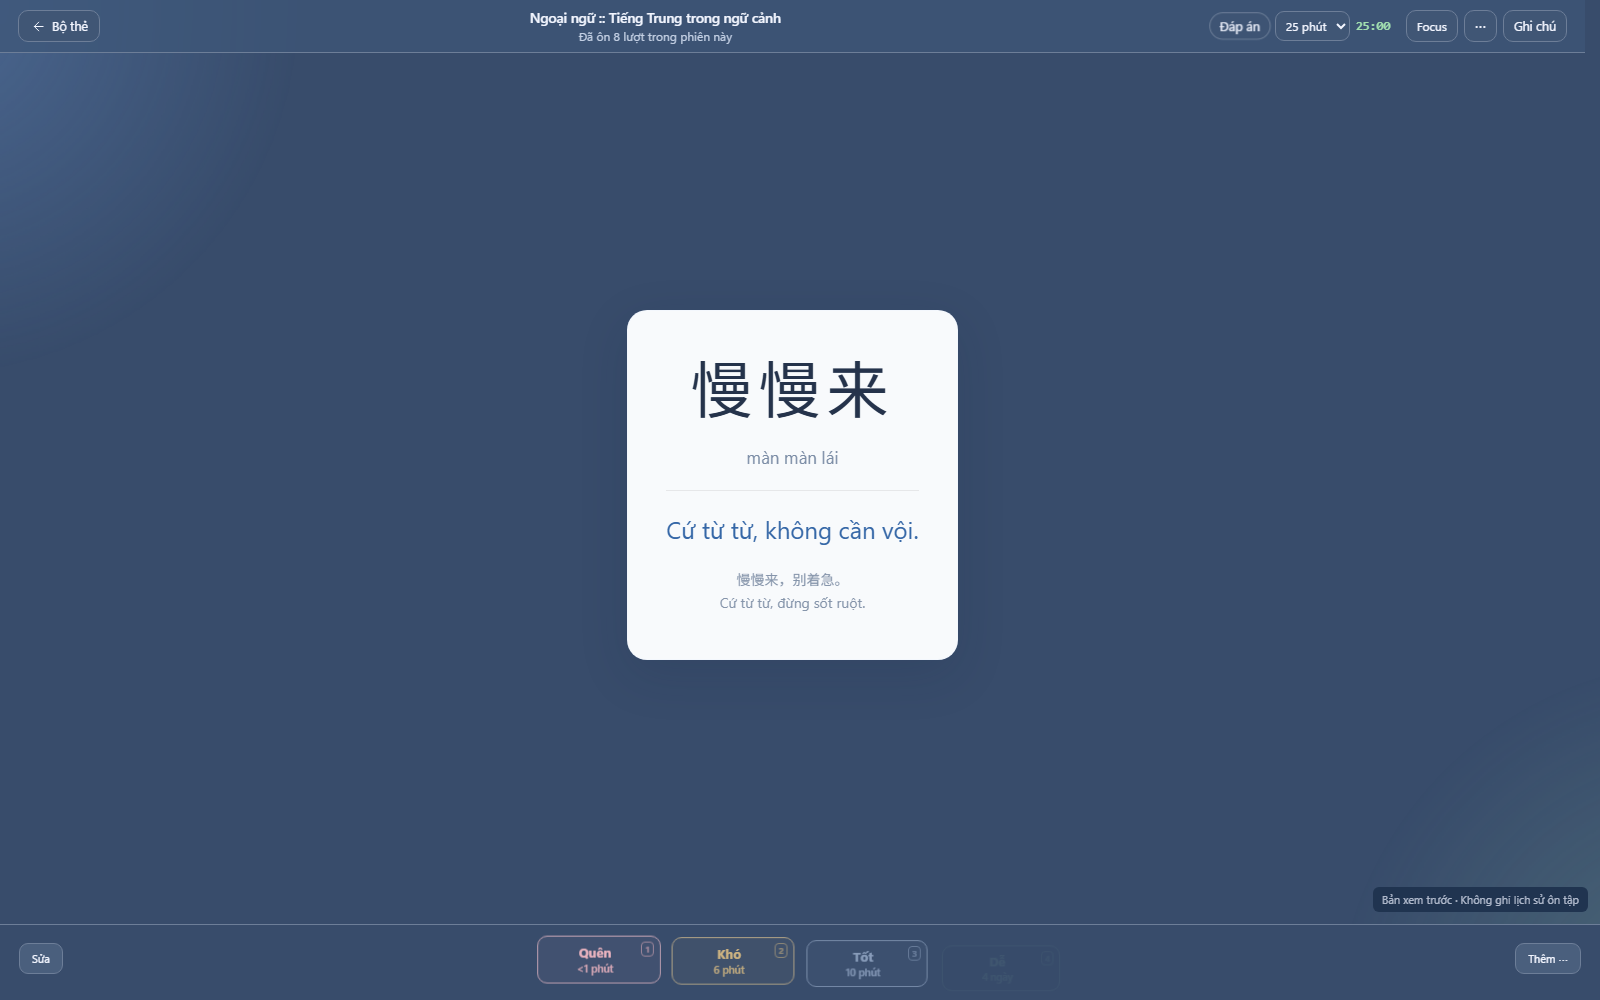 ← Bộ thẻ
Ngoại ngữ :: Tiếng Trung trong ngữ cảnh
Đã ôn 8 lượt trong phiên này
Đáp án
25 phút
25:00
Focus
...
Ghi chú
慢慢来
màn màn lái
Cứ từ từ, không cần vội.
慢慢来，别着急。
Cứ từ từ, đừng sốt ruột.
Bản xem trước · Không ghi lịch sử ôn tập
Sửa
Quên 1
<1 phút
Khó 2
6 phút
Tốt 3
10 phút
Dễ
4 ngày
Thêm ...